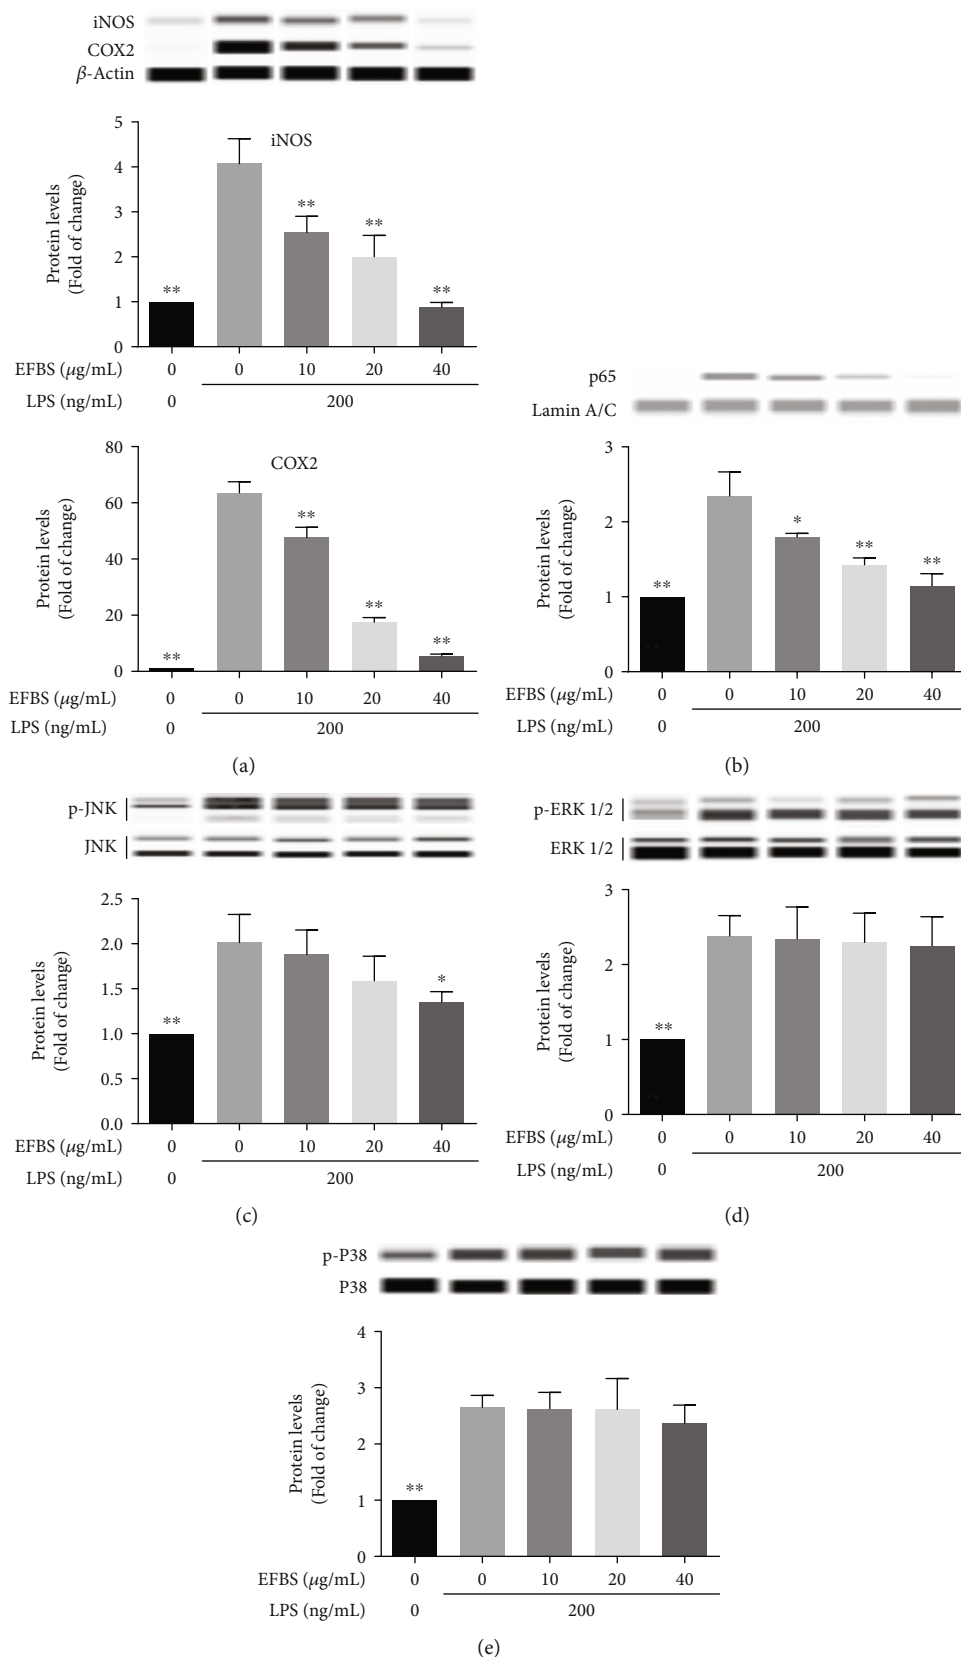 iNOS
COX2
β-Actin
5
4
3
2
1
0
Protein levels
(Fold of change)
iNOS
**
**
**
**
EFBS (μg/mL) 0 0 10 20 40
LPS (ng/mL) 0 200
80
60
40
20
0
Protein levels
(Fold of change)
COX2
**
**
**
**
EFBS (μg/mL) 0 0 10 20 40
LPS (ng/mL) 0 200
(a)
p65
Lamin A/C
3
2
1
0
Protein levels
(Fold of change)
**
*
**
**
EFBS (μg/mL) 0 0 10 20 40
LPS (ng/mL) 0 200
(b)
p-JNK
JNK
2.5
2.0
1.5
1.0
0.5
0.0
Protein levels
(Fold of change)
**
*
EFBS (μg/mL) 0 0 10 20 40
LPS (ng/mL) 0 200
(c)
p-ERK 1/2
ERK 1/2
3
2
1
0
Protein levels
(Fold of change)
**
EFBS (μg/mL) 0 0 10 20 40
LPS (ng/mL) 0 200
(d)
p-P38
P38
4
3
2
1
0
Protein levels
(Fold of change)
**
EFBS (μg/mL) 0 0 10 20 40
LPS (ng/mL) 0 200
(e)